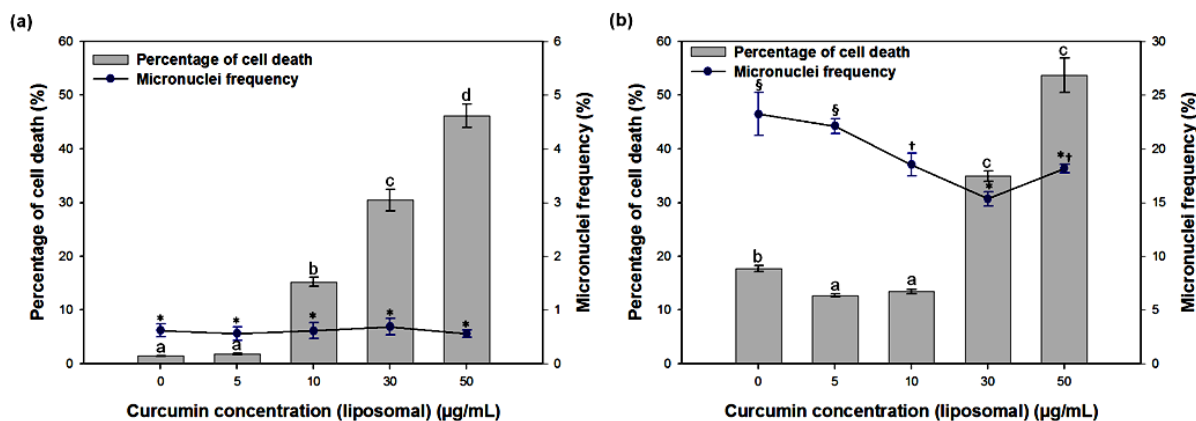 (a)
Percentage of cell death
Micronuclei frequency
Percentage of cell death (%)
60
50
40
30
20
10
0
a
a
b
c
d
*
*
*
*
*
6
5
4
3
2
1
0
Micronuclei frequency (%)
0
5
10
30
50
Curcumin concentration (liposomal) (µg/mL)
(b)
Percentage of cell death
Micronuclei frequency
Percentage of cell death (%)
60
50
40
30
20
10
0
b
a
a
c
c
§
§
†
*
*†
30
25
20
15
10
5
0
Micronuclei frequency (%)
0
5
10
30
50
Curcumin concentration (liposomal) (µg/mL)